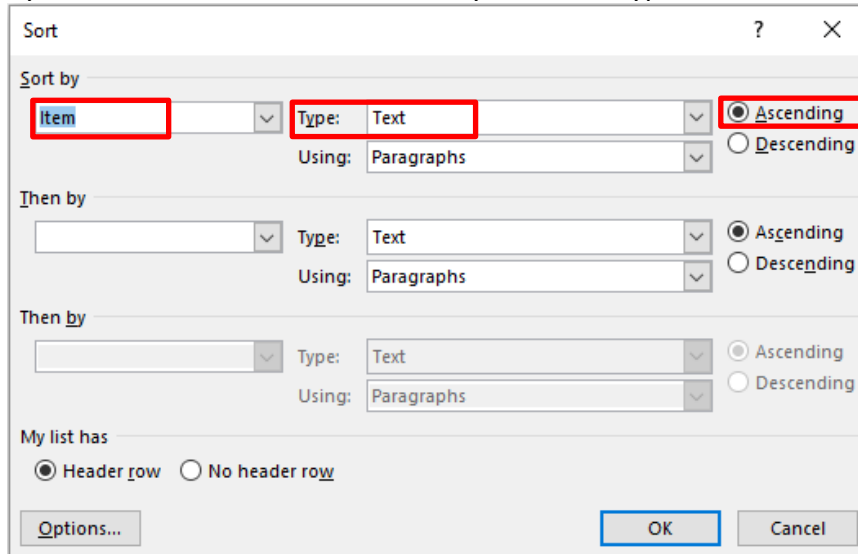 Sort ? ×
Sort by
Item Type: Text Ascending
Using: Paragraphs Descending
Then by
Type: Text Ascending
Using: Paragraphs Descending
Then by
Type: Text Ascending
Using: Paragraphs Descending
My list has
Header row No header row
Options... OK Cancel